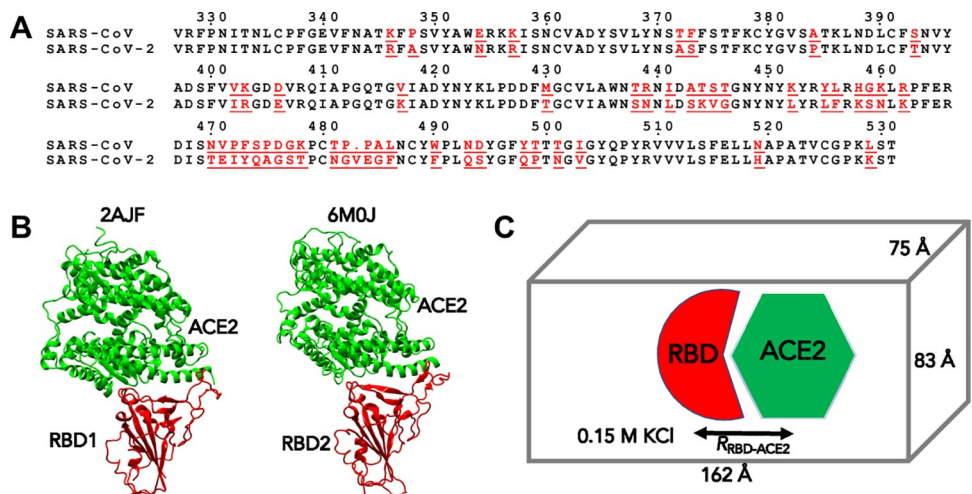 A
330 340 350 360 370 380 390
SARS-CoV VRFPNITNLCPFGEVFNATKFPSVYAWERKKISNCVADYSVLYNSTFFSTFKCYGVSATKLNDLCFSNVY
SARS-CoV-2 VRFPNITNLCPFGEVFNATRFASVYAWNRKRISNCVADYSVLYNSASFSTFKCYGVSPTKLNDLCFTNVY
400 410 420 430 440 450 460
SARS-CoV ADSFVVKGDDVRQIAPGQTGVIADYNYKLPDDFMGCVLAWNTRNIDATSTGNYNYKYRYLRHGKLRPFER
SARS-CoV-2 ADSFVIRGDEVRQIAPGQTGKIADYNYKLPDDFTGCVIAWNSNNLDSKVGGNYNYLYRLFRKSNLKPFER
470 480 490 500 510 520 530
SARS-CoV DISNVPFSPDGKPCTP.PALNCYWPLNDYGFYTTTGIGYQPYRVVVLSFELLNAPATVCGPKLST
SARS-CoV-2 DISTEIYQAGSTPCNGVEGFNCYFPLQSYGFQPTNGVGYQPYRVVVLSFELLHAPATVCGPKKST
B
2AJF
6M0J
ACE2
ACE2
RBD1
RBD2
C
75 Å
RBD
ACE2
83 Å
0.15 M KCl
R RBD-ACE2
162 Å